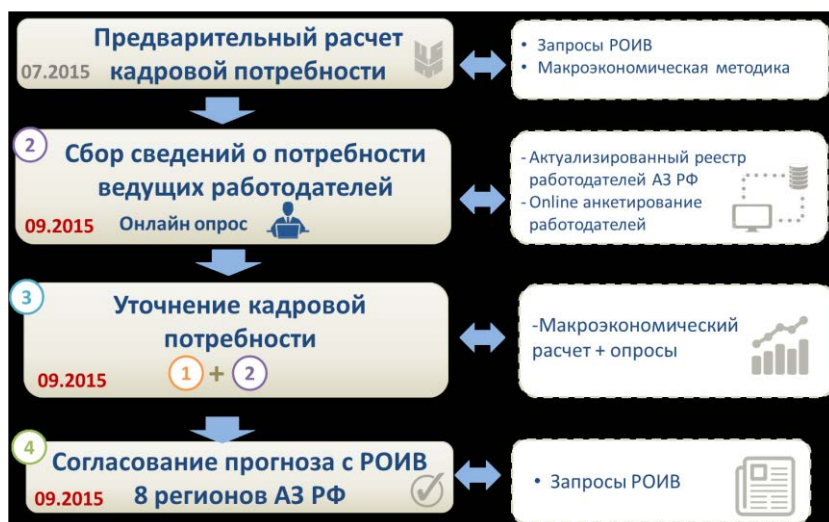 Предварительный расчет
кадровой потребности
07.2015
• Запросы РОИВ
• Макроэкономическая методика
2
Сбор сведений о потребности
ведущих работодателей
09.2015 Онлайн опрос
- Актуализированный реестр
работодателей АЗ РФ
- Online анкетирование
работодателей
3
Уточнение кадровой
потребности
1 + 2
09.2015
-Макроэкономический
расчет + опросы
4
Согласование прогноза с РОИВ
8 регионов АЗ РФ
09.2015
• Запросы РОИВ